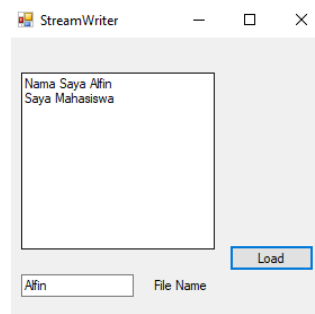 StreamWriter
Nama Saya Alfin
Saya Mahasiswa
Load
Alfin
File Name